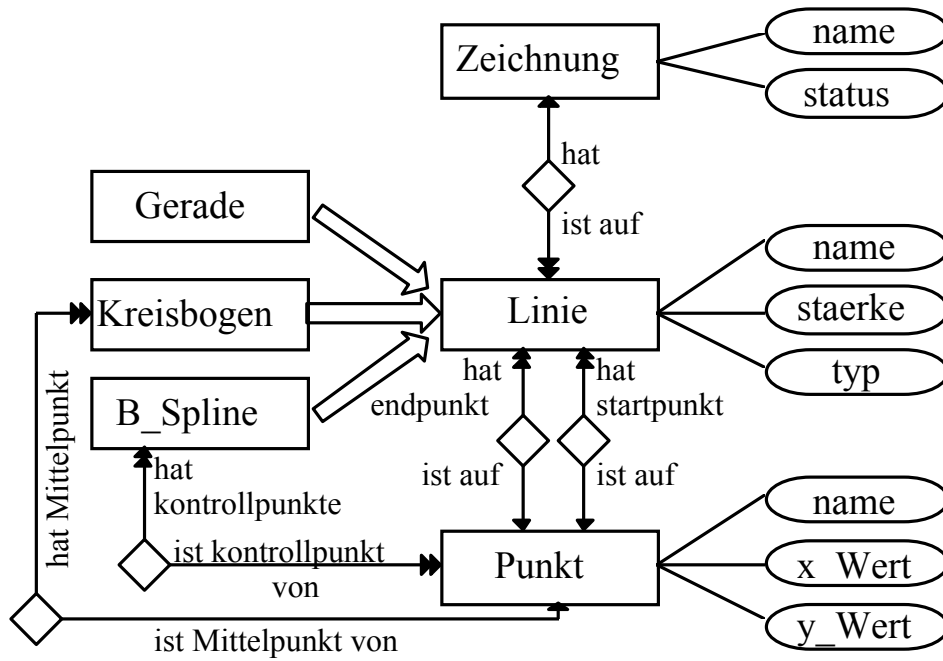 name
Zeichnung
status
hat
Gerade
ist auf
name
Kreisbogen
Linie
staerke
hat
hat
typ
endpunkt
startpunkt
B_Spline
hat Mittelpunkt
hat
kontrollpunkte
ist auf
ist auf
name
ist kontrollpunkt
von
Punkt
x_Wert
y_Wert
ist Mittelpunkt von